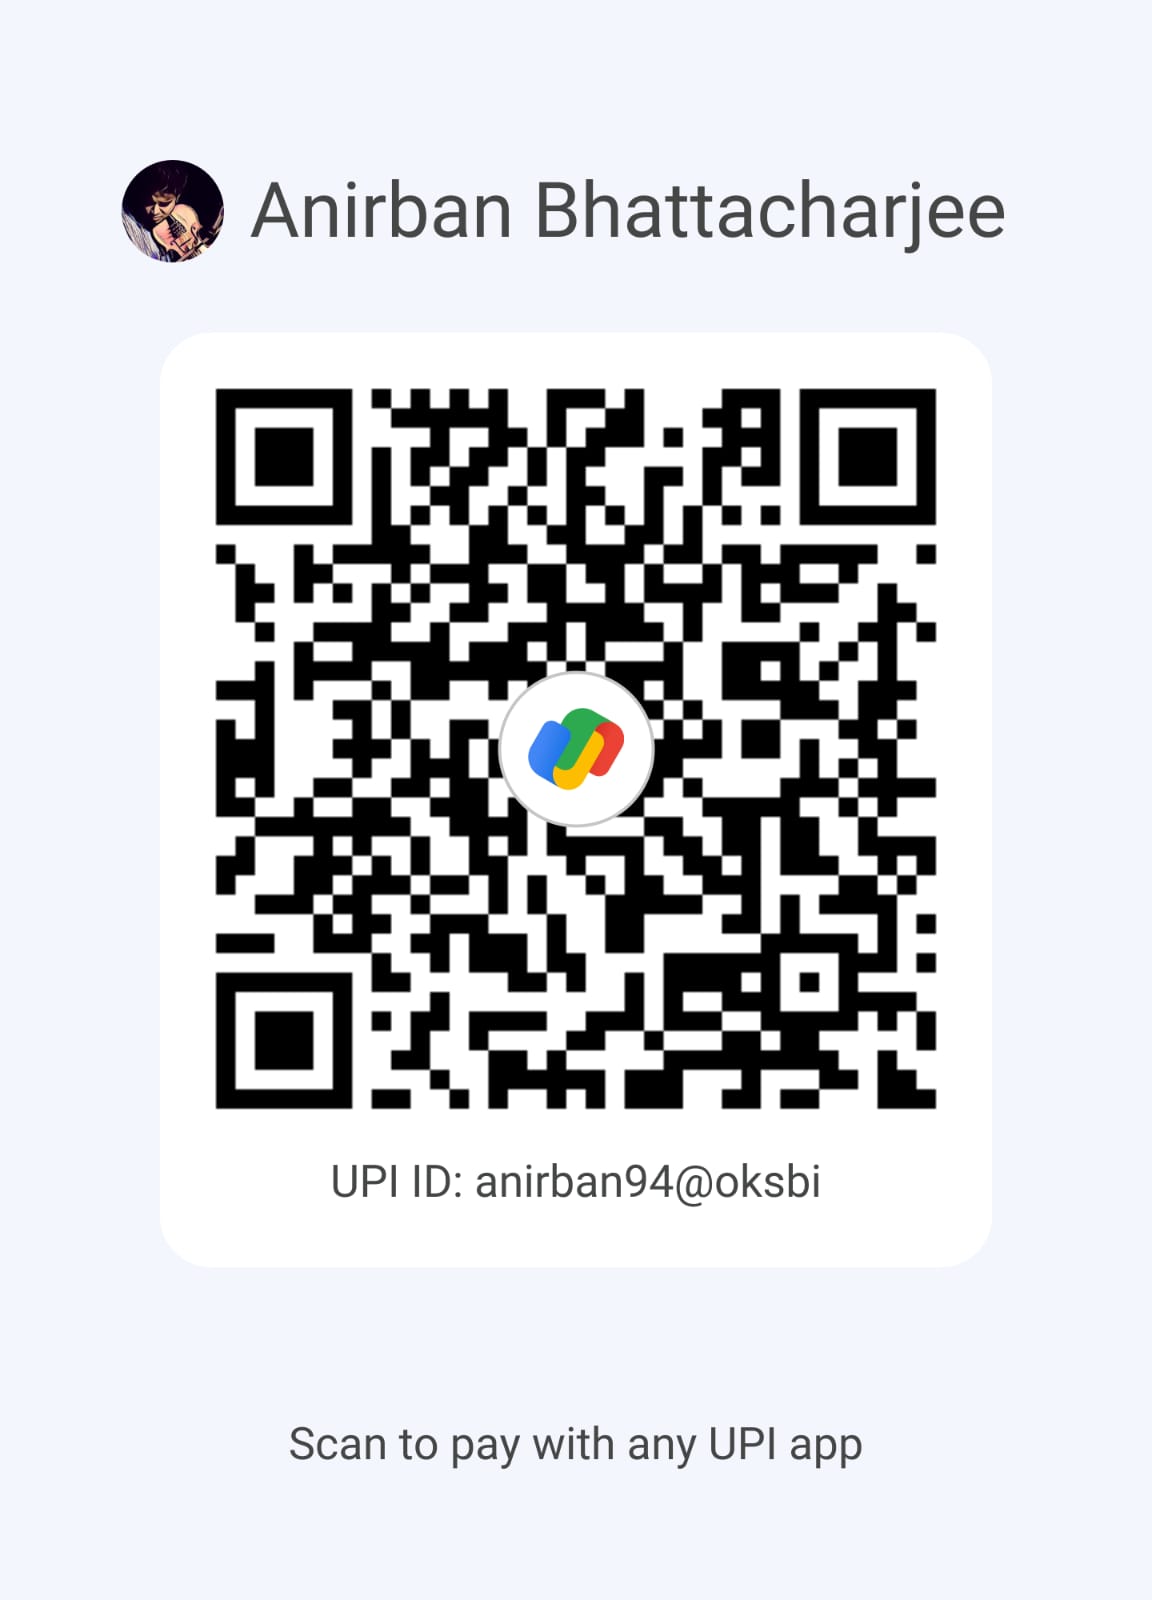 Anirban Bhattacharjee
UPI ID: anirban94@oksbi
Scan to pay with any UPI app